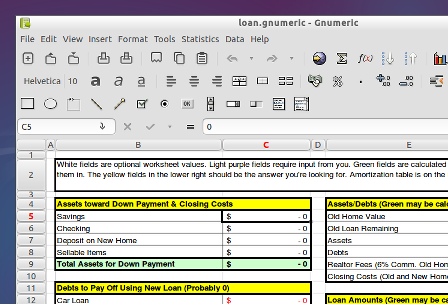 loan.gnumeric - Gnumeric
File Edit View Insert Format Tools Statistics Data Help
Helvetica 10 a a a
C5 = 0
A B C D E
1
2 White fields are optional worksheet values. Light purple fields require input from you. Green fields are calculated
them in. The yellow fields in the lower right should be the answer you're looking for. Amortization table is on the
3
4 Assets toward Down Payment & Closing Costs Assets/Debts (Green may be calc
5 Savings $ - 0 Old Home Value
6 Checking $ - 0 Old Loan Remaining
7 Deposit on New Home $ - 0 Assets
8 Sellable Items $ - 0 Debts
9 Total Assets for Down Payment $ - 0 Realtor Fees (6% Comm. Old Hom
10 Closing Costs (Old and New Home
11 Debts to Pay Off Using New Loan (Probably 0)
Car Loan $ - 0 Loan Amounts (Green may be ca